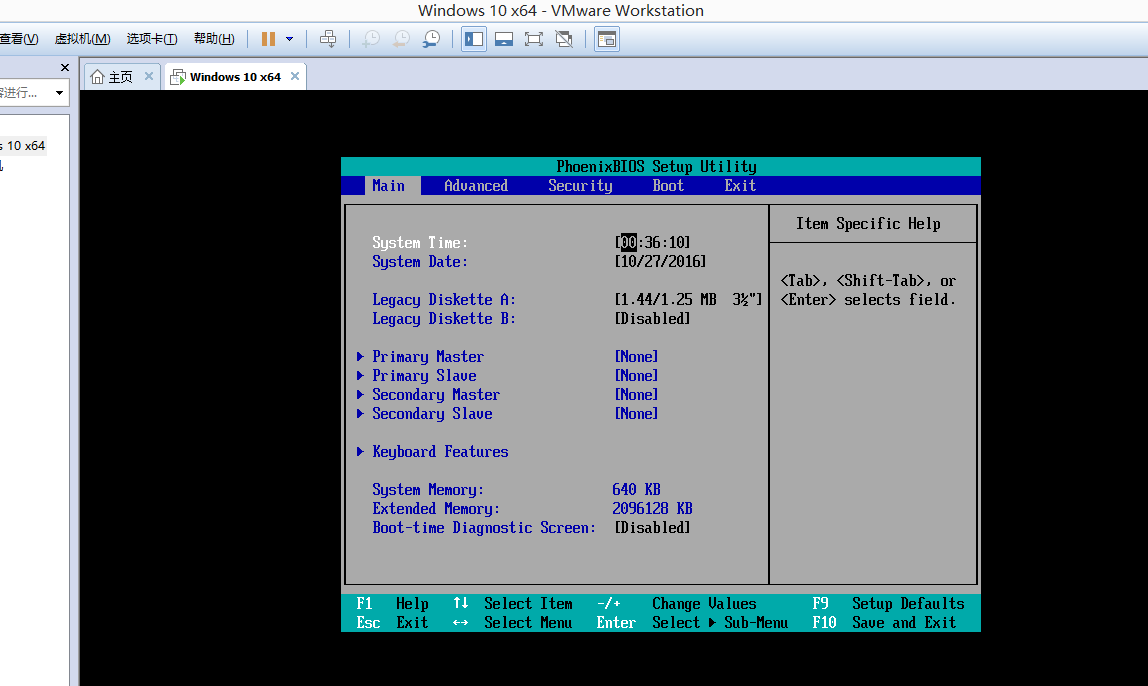 Windows 10 x64 - VMware Workstation
查看(V) 虚拟机(M) 选项卡(T) 帮助(H)
主页 Windows 10 x64
进行...
10 x64
PhoenixBIOS Setup Utility
Main Advanced Security Boot Exit
Item Specific Help
System Time: [00:36:10]
System Date: [10/27/2016]
<Tab>, <Shift-Tab>, or
<Enter> selects field.
Legacy Diskette A: [1.44/1.25 MB 3½"]
Legacy Diskette B: [Disabled]
Primary Master [None]
Primary Slave [None]
Secondary Master [None]
Secondary Slave [None]
Keyboard Features
System Memory: 640 KB
Extended Memory: 2096128 KB
Boot-time Diagnostic Screen: [Disabled]
F1 Help ↑↓ Select Item -/+ Change Values F9 Setup Defaults
Esc Exit ↔ Select Menu Enter Select ▶ Sub-Menu F10 Save and Exit